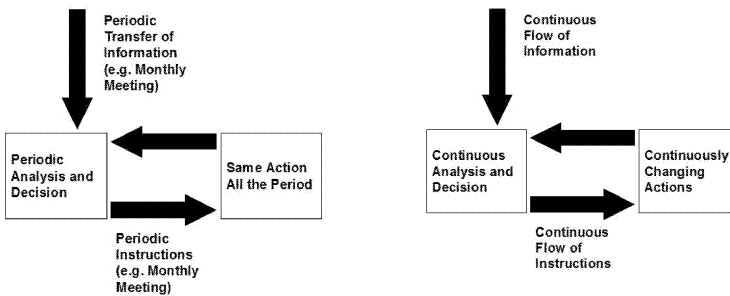 Periodic
Transfer of
Information
(e.g. Monthly
Meeting)
Periodic
Analysis and
Decision
Same Action
All the Period
Periodic
Instructions
(e.g. Monthly
Meeting)
Continuous
Flow of
Information
Continuous
Analysis and
Decision
Continuously
Changing
Actions
Continuous
Flow of
Instructions